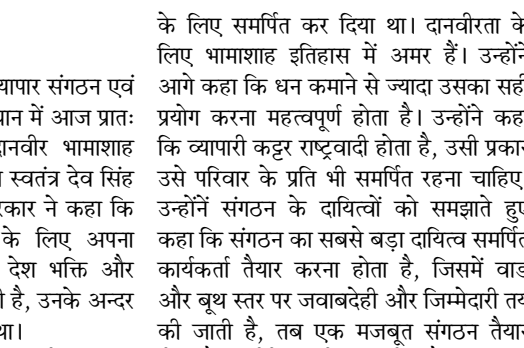 व्यापार संगठन एवं
में आज प्रातः
दानवीर भामाशाह
स्वतंत्र देव सिंह
ने कहा कि
के लिए अपना
देश भक्ति और
है, उनके अन्दर
था।
के लिए समर्पित कर दिया था। दानवीरता के
लिए भामाशाह इतिहास में अमर हैं। उन्होंने
आगे कहा कि धन कमाने से ज्यादा उसका सही
प्रयोग करना महत्वपूर्ण होता है। उन्होंने कहा
कि व्यापारी कट्टर राष्ट्रवादी होता है, उसी प्रकार
उसे परिवार के प्रति भी समर्पित रहना चाहिए
उन्होंनें संगठन के दायित्वों को समझाते हुए
कहा कि संगठन का सबसे बड़ा दायित्व समर्पित
कार्यकर्ता तैयार करना होता है, जिसमें वार्ड
और बूथ स्तर पर जवाबदेही और जिम्मेदारी तय
की जाती है, तब एक मजबूत संगठन तैयार